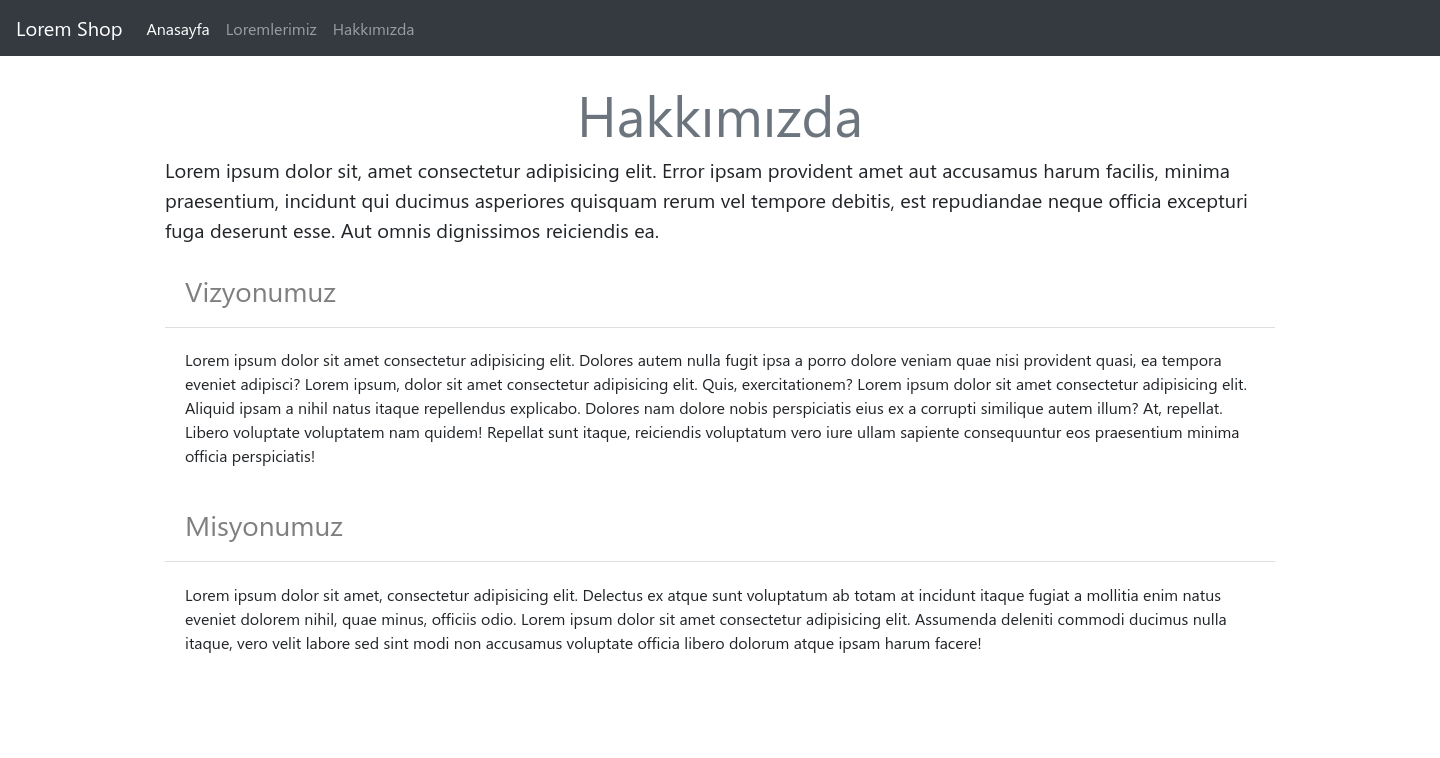 Lorem Shop Anasayfa Loremlerimiz Hakkımızda
Hakkımızda
Lorem ipsum dolor sit, amet consectetur adipisicing elit. Error ipsam provident amet aut accusamus harum facilis, minima
praesentium, incidunt qui ducimus asperiores quisquam rerum vel tempore debitis, est repudiandae neque officia excepturi
fuga deserunt esse. Aut omnis dignissimos reiciendis ea.
Vizyonumuz
Lorem ipsum dolor sit amet consectetur adipisicing elit. Dolores autem nulla fugit ipsa a porro dolore veniam quae nisi provident quasi, ea tempora
eveniet adipisci? Lorem ipsum, dolor sit amet consectetur adipisicing elit. Quis, exercitationem? Lorem ipsum dolor sit amet consectetur adipisicing elit.
Aliquid ipsam a nihil natus itaque repellendus explicabo. Dolores nam dolore nobis perspiciatis eius ex a corrupti similique autem illum? At, repellat.
Libero voluptate voluptatem nam quidem! Repellat sunt itaque, reiciendis voluptatum vero iure ullam sapiente consequuntur eos praesentium minima
officia perspiciatis!
Misyonumuz
Lorem ipsum dolor sit amet, consectetur adipisicing elit. Delectus ex atque sunt voluptatum ab totam at incidunt itaque fugiat a mollitia enim natus
eveniet dolorem nihil, quae minus, officiis odio. Lorem ipsum dolor sit amet consectetur adipisicing elit. Assumenda deleniti commodi ducimus nulla
itaque, vero velit labore sed sint modi non accusamus voluptate officia libero dolorum atque ipsam harum facere!